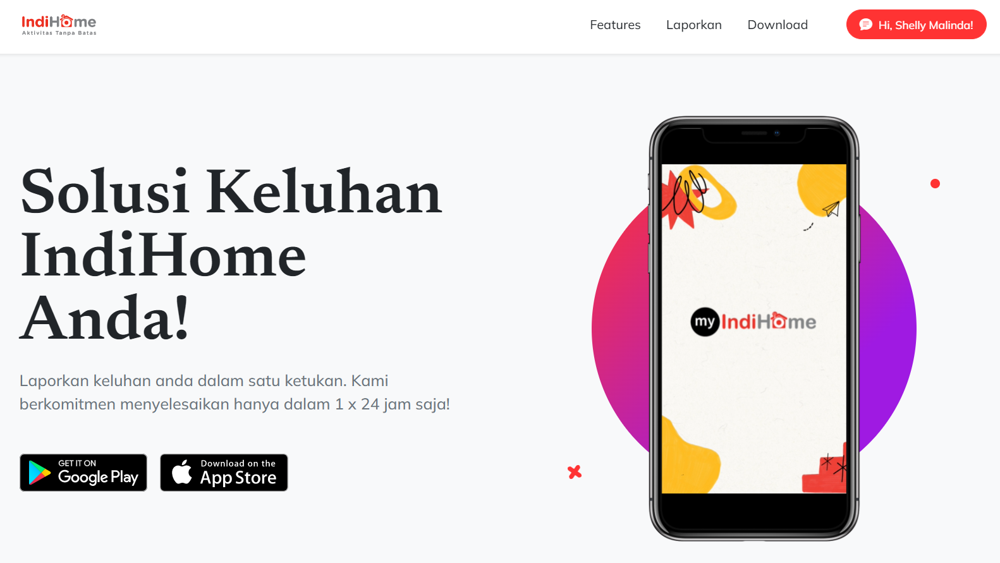 IndiHome
Aktivitas Tanpa Batas
Features
Laporkan
Download
Hi, Shelly Malinda!
Solusi Keluhan
IndiHome
Anda!
Laporkan keluhan anda dalam satu ketukan. Kami
berkomitmen menyelesaikan hanya dalam 1 x 24 jam saja!
GET IT ON
Google Play
Download on the
App Store
my IndiHome